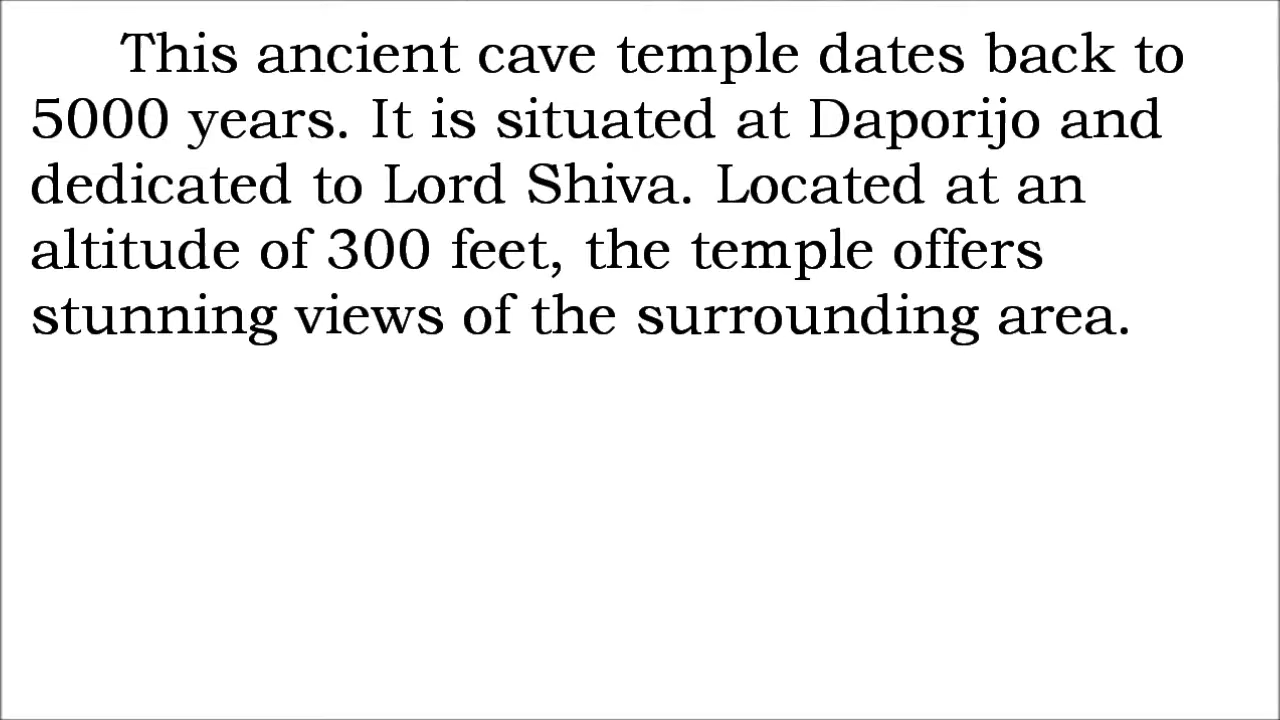 This ancient cave temple dates back to
5000 years. It is situated at Daporijo and
dedicated to Lord Shiva. Located at an
altitude of 300 feet, the temple offers
stunning views of the surrounding area.